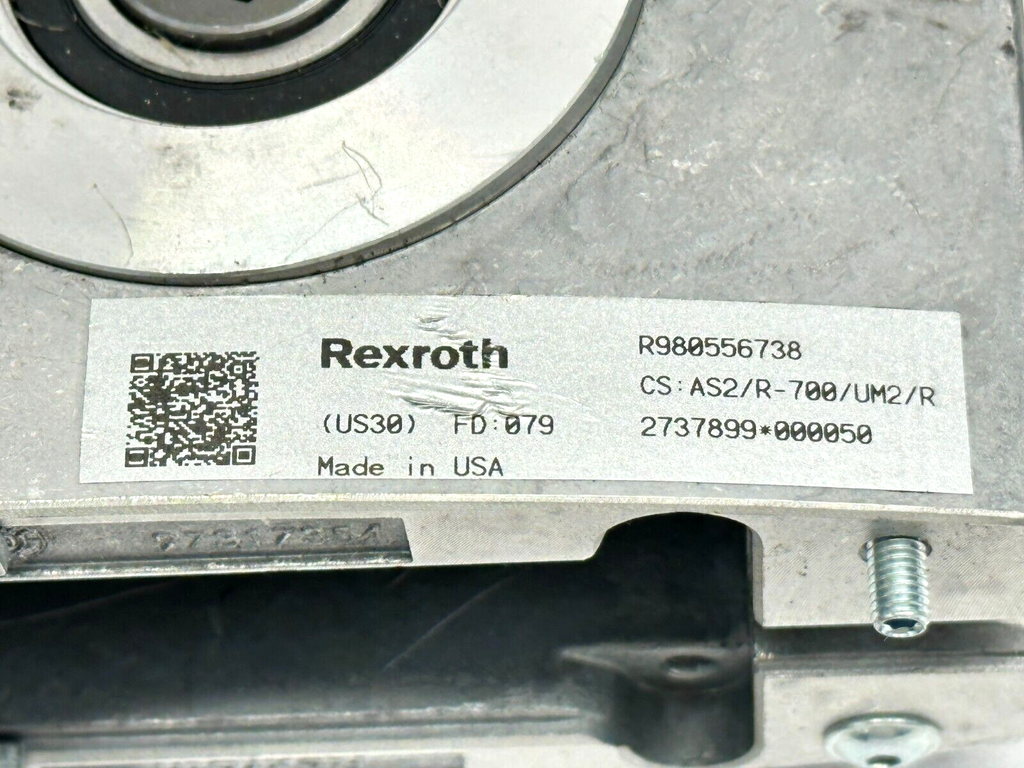 Rexroth
(US30) FD:079
Made in USA
R980556738
CS:AS2/R-700/UM2/R
2737899*000050